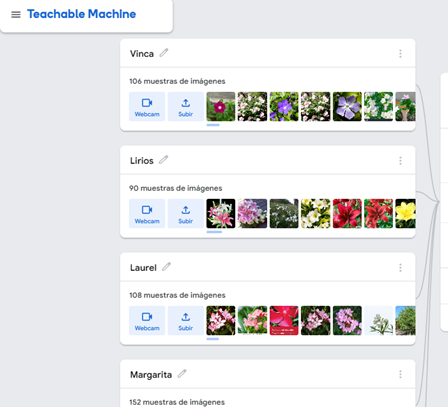 Teachable Machine
Vinca
106 muestras de imágenes
Webcam
Subir
Lirios
90 muestras de imágenes
Webcam
Subir
Laurel
108 muestras de imágenes
Webcam
Subir
Margarita
152 muestras de imágenes